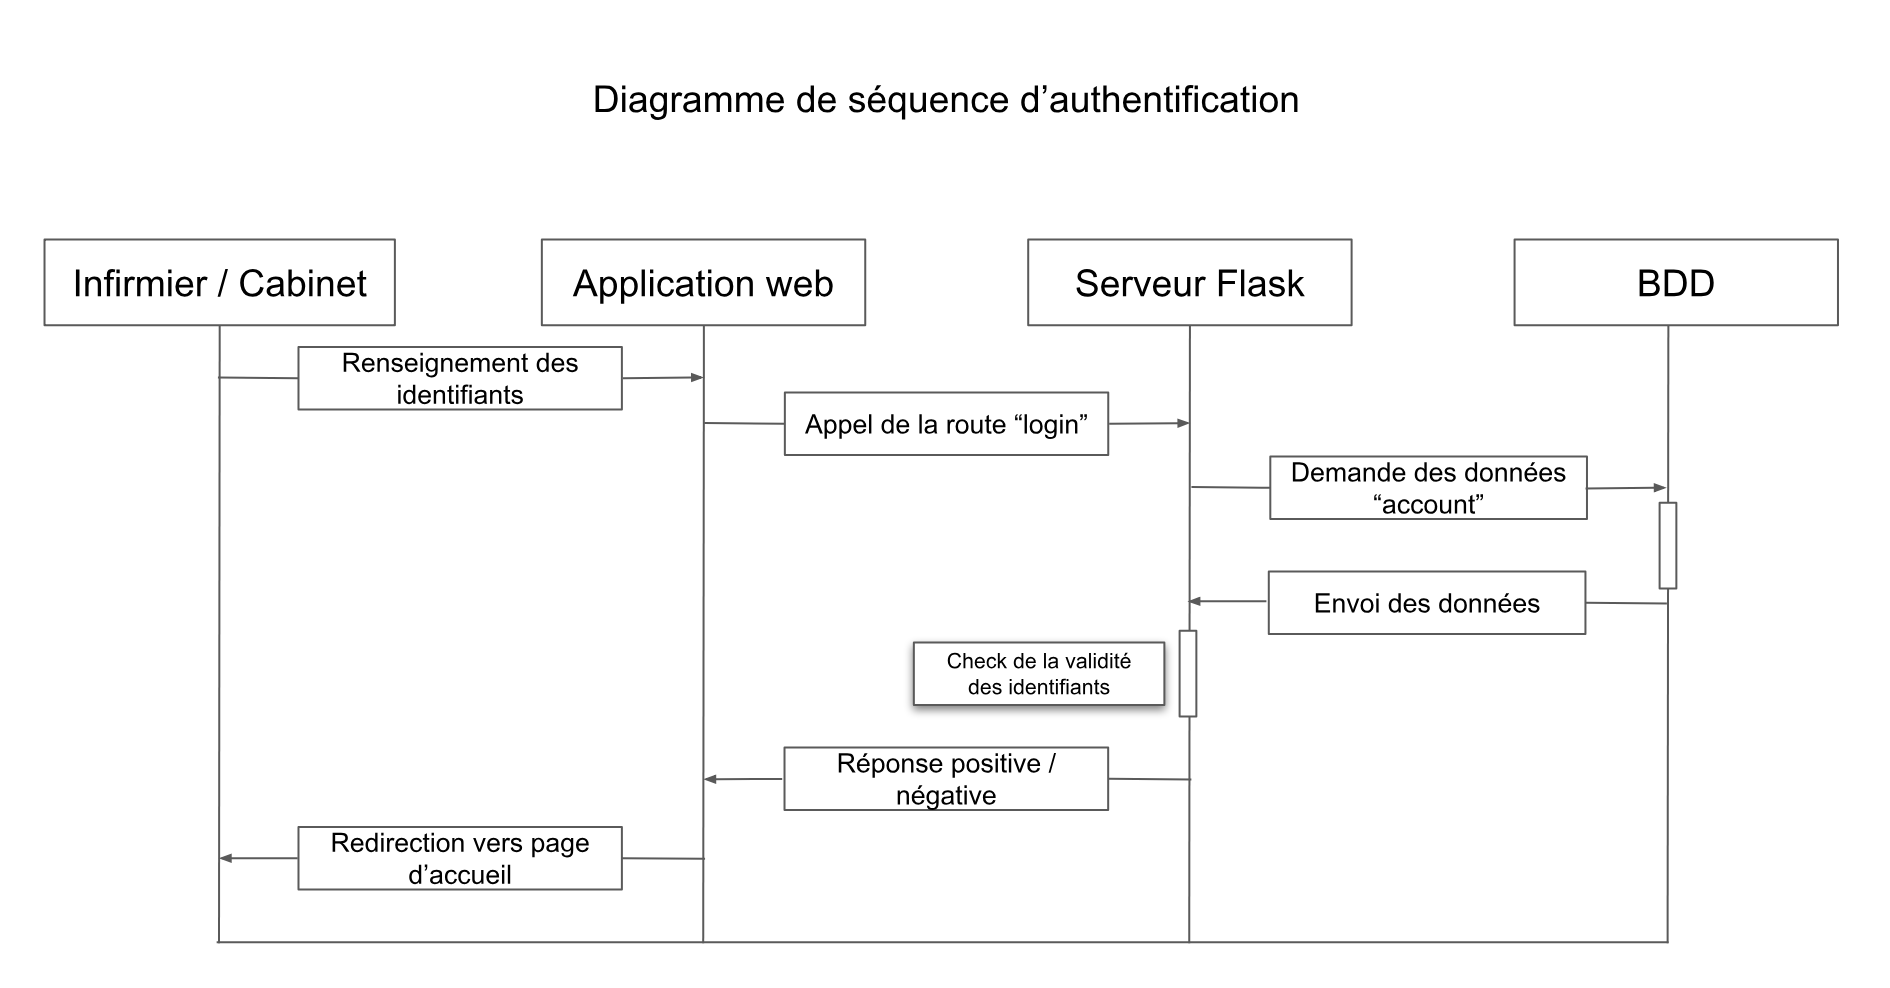 Diagramme de séquence d’authentification
Infirmier / Cabinet
Application web
Serveur Flask
BDD
Renseignement des
identifiants
Appel de la route “login”
Demande des données
“account”
Envoi des données
Check de la validité
des identifiants
Réponse positive /
négative
Redirection vers page
d’accueil